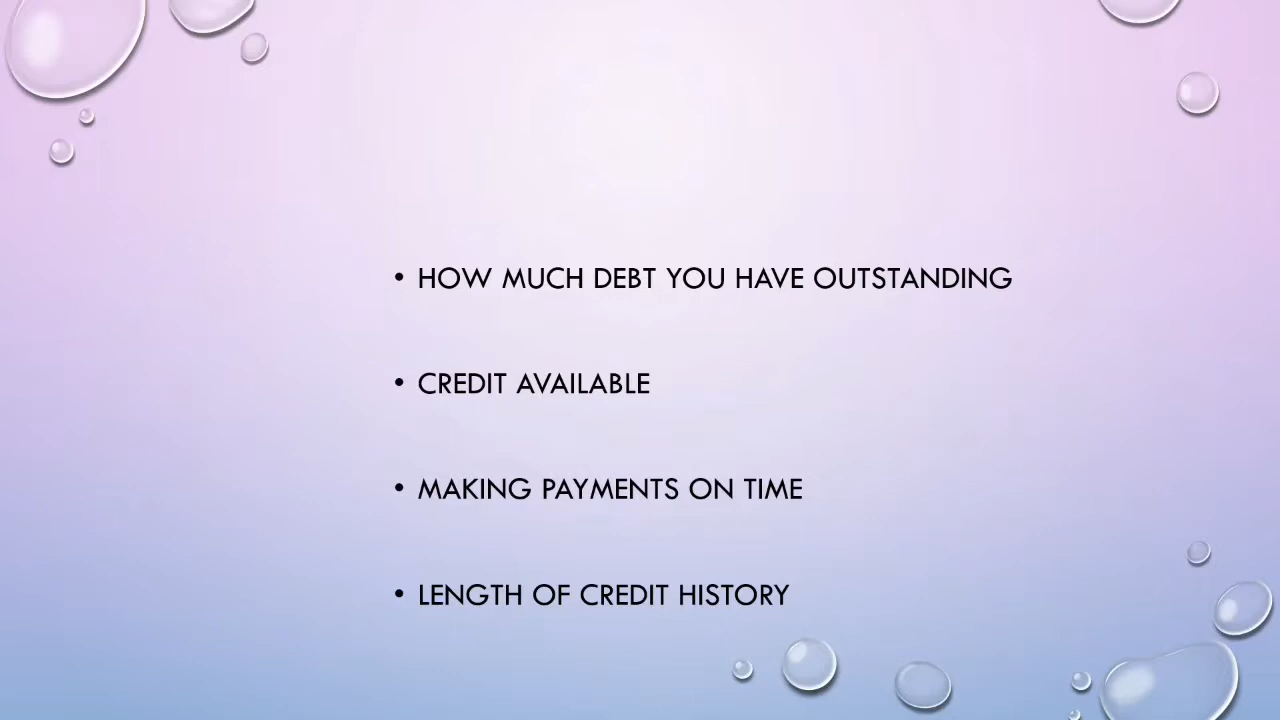 • HOW MUCH DEBT YOU HAVE OUTSTANDING
• CREDIT AVAILABLE
• MAKING PAYMENTS ON TIME
• LENGTH OF CREDIT HISTORY